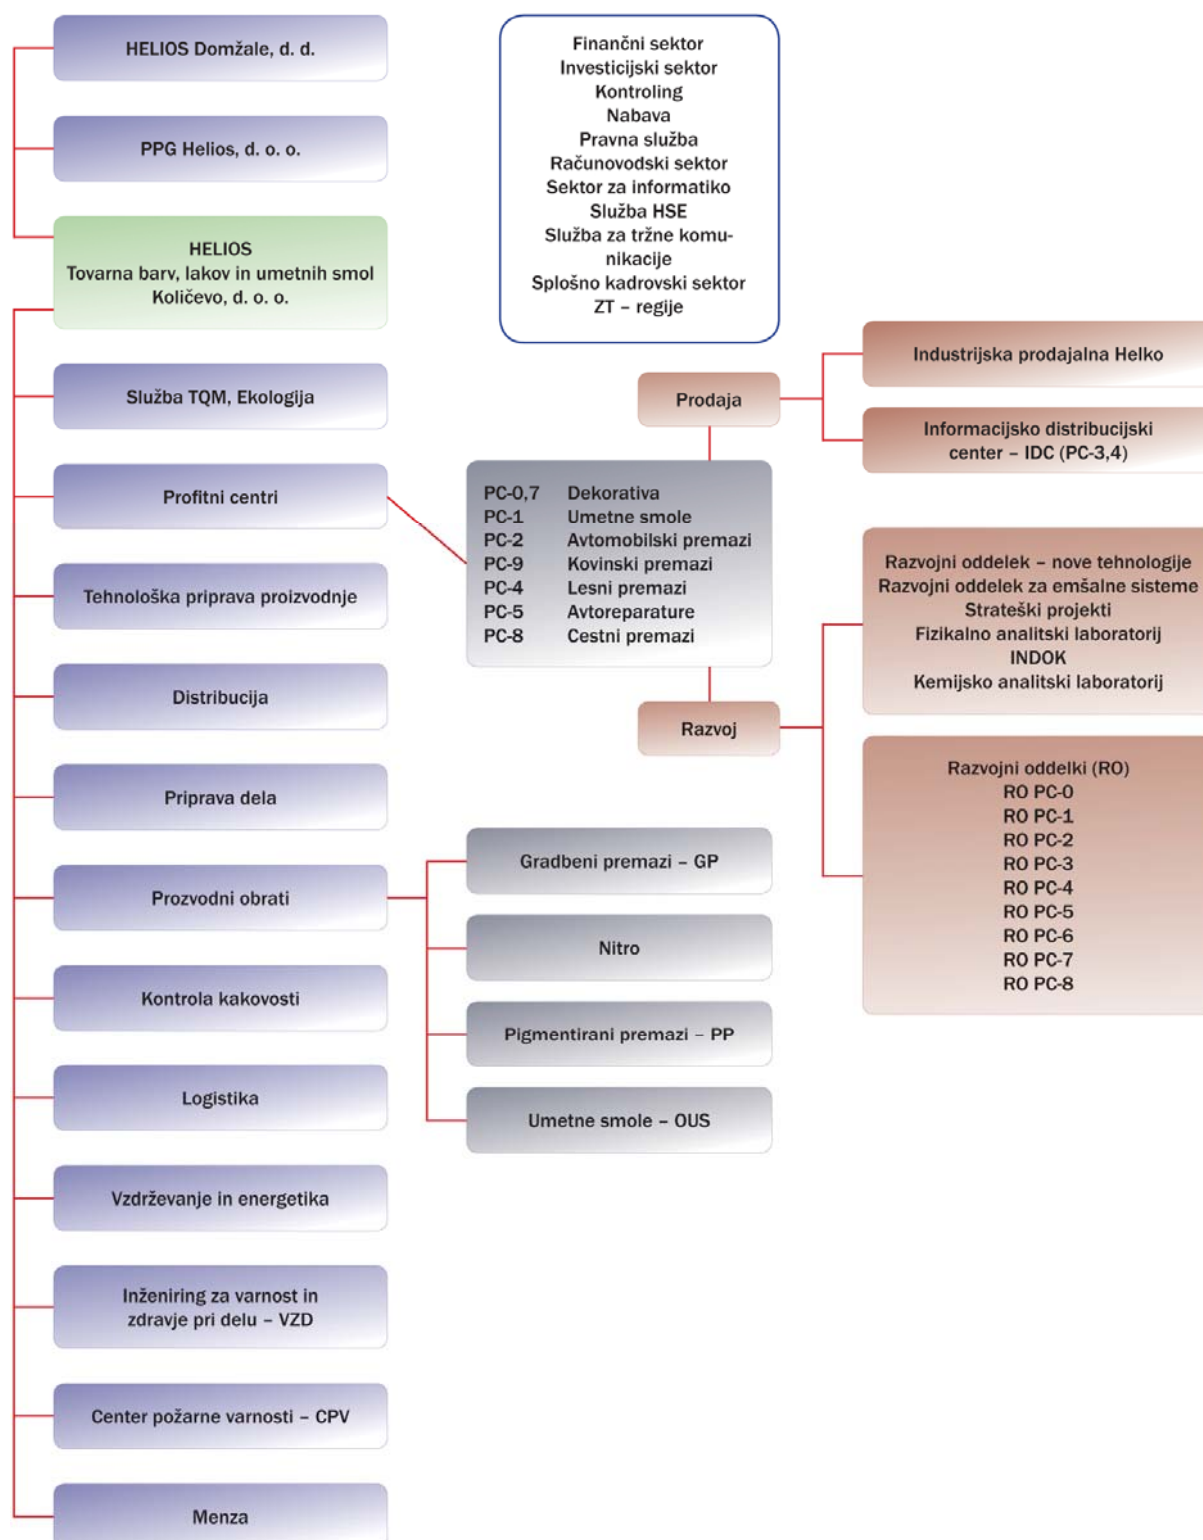 HELIOS Domžale, d. d.
PPG Helios, d. o. o.
HELIOS
Tovarna barv, lakov in umetnih smol
Količevo, d. o. o.
Služba TQM, Ekologija
Profitni centri
Tehnološka priprava proizvodnje
Distribucija
Priprava dela
Prozvodni obrati
Kontrola kakovosti
Logistika
Vzdrževanje in energetika
Inženiring za varnost in
zdravje pri delu – VZD
Center požarne varnosti – CPV
Menza
Finančni sektor
Investicijski sektor
Kontroling
Nabava
Pravna služba
Računovodski sektor
Sektor za informatiko
Služba HSE
Služba za tržne komu-
nikacije
Splošno kadrovski sektor
ZT – regije
Prodaja
PC-0,7 Dekorativa
PC-1 Umetne smole
PC-2 Avtomobilski premazi
PC-9 Kovinski premazi
PC-4 Lesni premazi
PC-5 Avtoreparature
PC-8 Cestni premazi
Razvoj
Gradbeni premazi – GP
Nitro
Pigmentirani premazi – PP
Umetne smole – OUS
Industrijska prodajalna Helko
Informacijsko distribucijski
center – IDC (PC-3,4)
Razvojni oddelek – nove tehnologije
Razvojni oddelek za emšalne sisteme
Strateški projekti
Fizikalno analitski laboratorij
INDOK
Kemijsko analitski laboratorij
Razvojni oddelki (RO)
RO PC-0
RO PC-1
RO PC-2
RO PC-3
RO PC-4
RO PC-5
RO PC-6
RO PC-7
RO PC-8